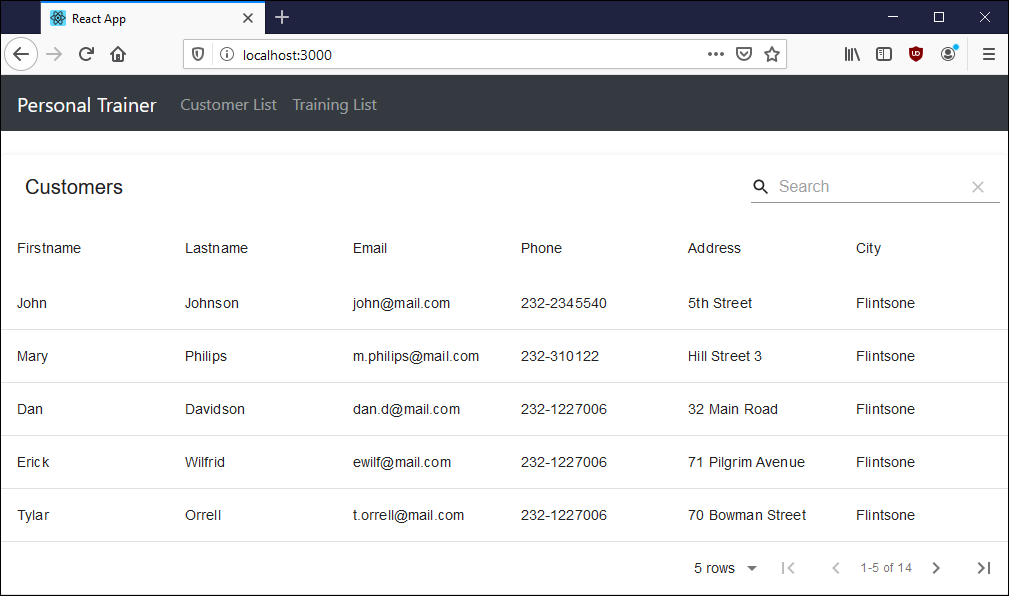 React App
localhost:3000
Personal Trainer Customer List Training List
Customers Search
Firstname Lastname Email Phone Address City
John Johnson john@mail.com 232-2345540 5th Street Flintsone
Mary Philips m.philips@mail.com 232-310122 Hill Street 3 Flintsone
Dan Davidson dan.d@mail.com 232-1227006 32 Main Road Flintsone
Erick Wilfrid ewilf@mail.com 232-1227006 71 Pilgrim Avenue Flintsone
Tylar Orrell t.orrell@mail.com 232-1227006 70 Bowman Street Flintsone
5 rows 1-5 of 14